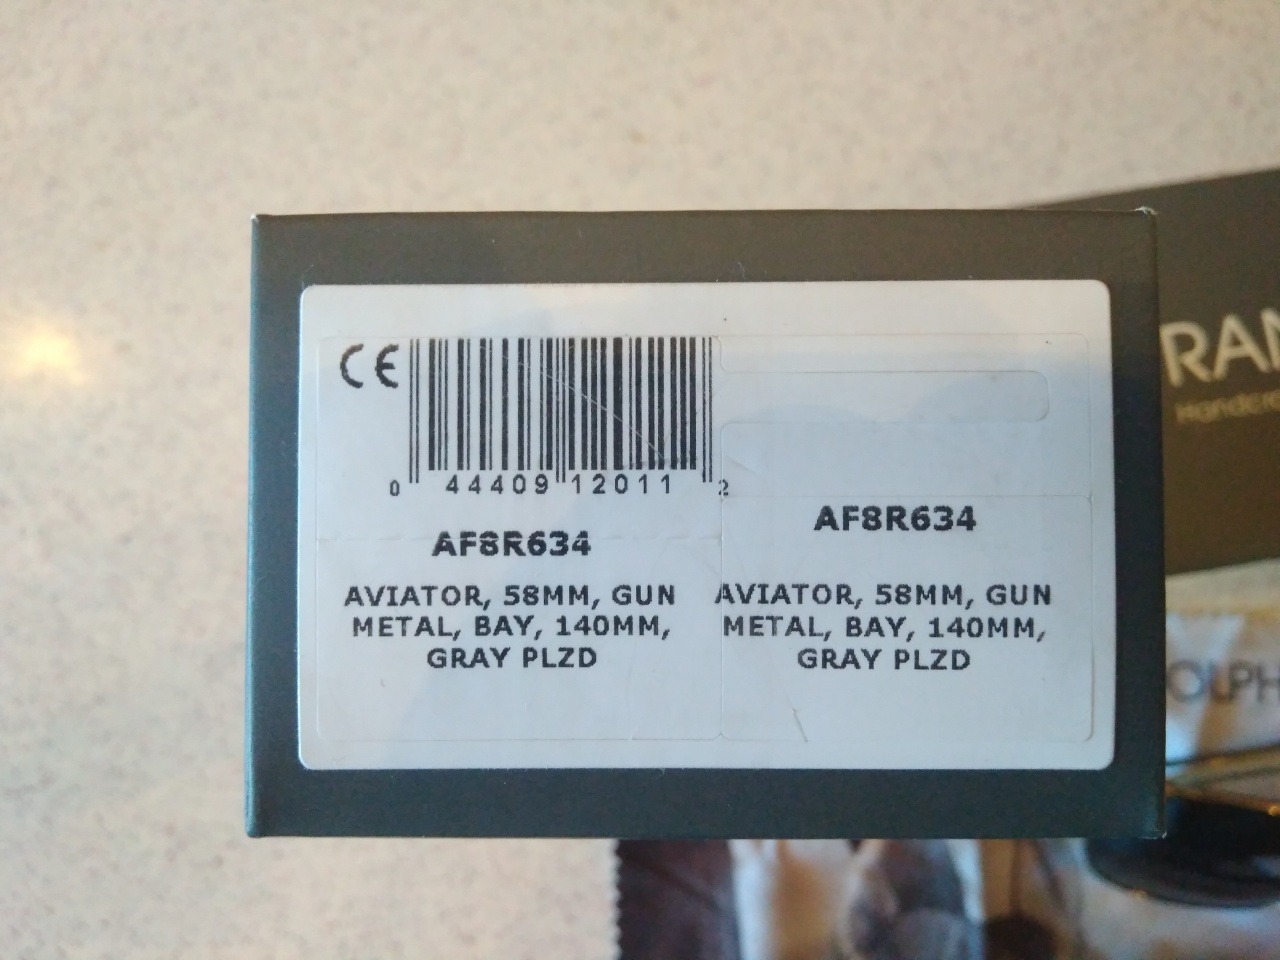 CE
0 44409 12011 2
AF8R634
AVIATOR, 58MM, GUN
METAL, BAY, 140MM,
GRAY PLZD
AF8R634
AVIATOR, 58MM, GUN
METAL, BAY, 140MM,
GRAY PLZD
RAN
Handcr
OLPH